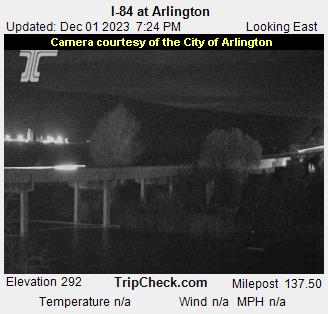 I-84 at Arlington
Updated: Dec 01 2023 7:24 PM Looking East
Camera courtesy of the City of Arlington
Elevation 292 TripCheck.com Milepost 137.50
Temperature n/a Wind n/a MPH n/a